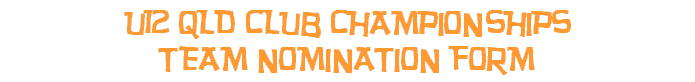 U12 QLD CLUB CHAMPIONSHIPS
TEAM NOMINATION FORM